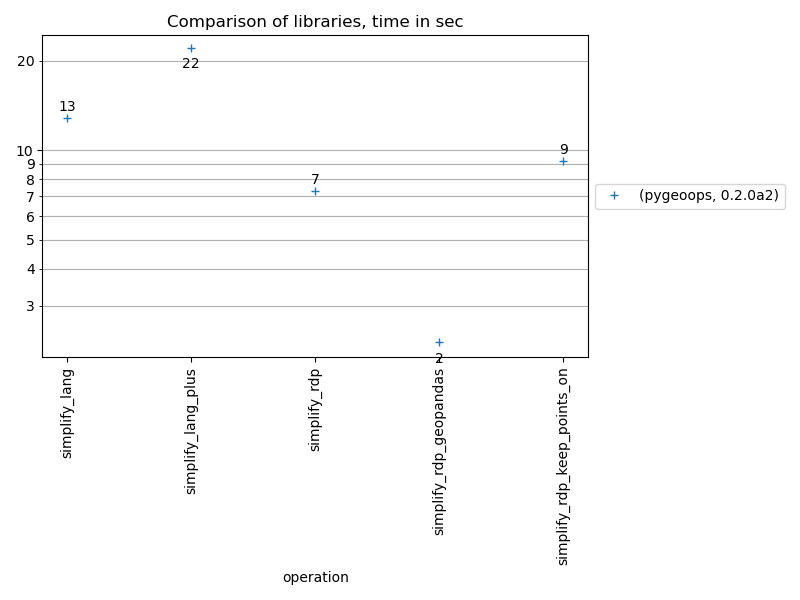 Comparison of libraries, time in sec
20
10
9
8
7
6
5
4
3
13
22
7
2
9
(pygeoops, 0.2.0a2)
simplify_lang
simplify_lang_plus
simplify_rdp
simplify_rdp_geopandas
simplify_rdp_keep_points_on
operation